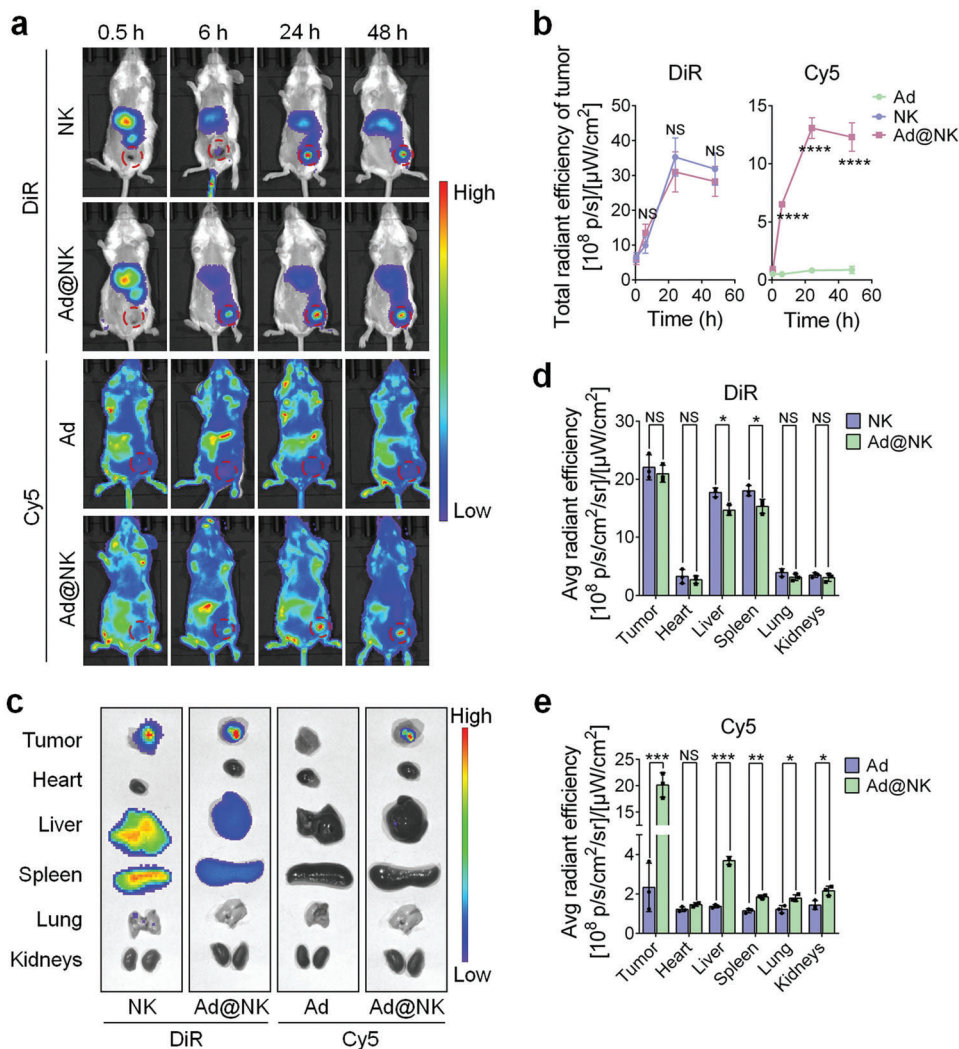 a
0.5 h 6 h 24 h 48 h
DiR
NK
Ad@NK
Cy5
Ad
Ad@NK
High
Low
b
DiR
Cy5
Ad
NK
Ad@NK
Total radiant efficiency of tumor
[10⁸ p/s]/[µW/cm2]
50
40
30
20
10
0
NS
NS
NS
0 20 40 60
Time (h)
15
10
5
0
****
****
****
0 20 40 60
Time (h)
c
Tumor
Heart
Liver
Spleen
Lung
Kidneys
NK Ad@NK Ad Ad@NK
DiR Cy5
High
Low
d
DiR
NK
Ad@NK
Avg radiant efficiency
[10⁸ p/s/cm²/sr]/[µW/cm2]
30
20
10
0
NS NS * * NS NS
Tumor Heart Liver Spleen Lung Kidneys
e
Cy5
Ad
Ad@NK
Avg radiant efficiency
[10⁸ p/s/cm²/sr]/[µW/cm2]
25
20
15
10
4
2
0
*** NS *** ** * *
Tumor Heart Liver Spleen Lung Kidneys